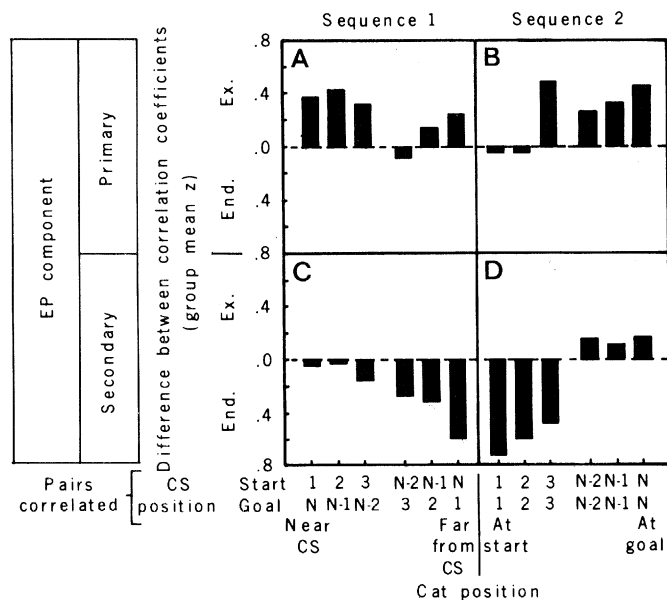 Sequence 1 Sequence 2
A B
C D
EP component
Primary
Secondary
Difference between correlation coefficients
(group mean z)
Ex.
End.
Ex.
End.
.8
.4
.0
.4
.8
.4
.0
.4
.8
Pairs correlated
CS position
Start 1 2 3 N-2 N-1 N 1 2 3 N-2 N-1 N
Goal N N-1 N-2 3 2 1 1 2 3 N-2 N-1 N
Near CS
Far from CS
At start
At goal
Cat position